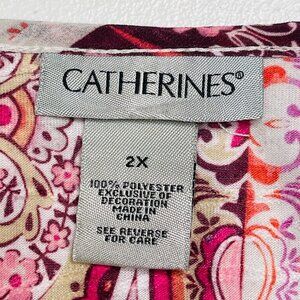 CATHERINES®
2X
100% POLYESTER
EXCLUSIVE OF
DECORATION
MADE IN
CHINA
SEE REVERSE
FOR CARE